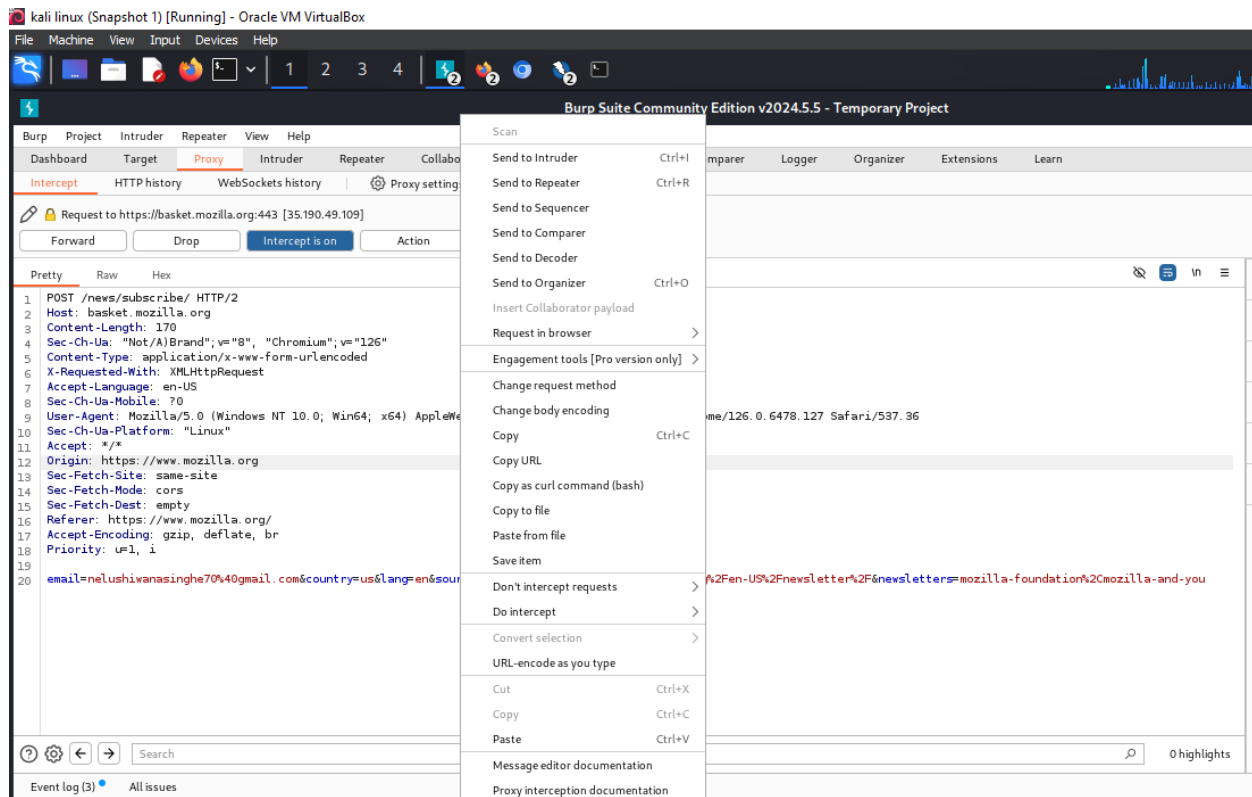 kali linux (Snapshot 1) [Running] - Oracle VM VirtualBox
File Machine View Input Devices Help
1 2 3 4 2 2 2
Burp Suite Community Edition v2024.5.5 - Temporary Project
Burp Project Intruder Repeater View Help
Dashboard Target Proxy Intruder Repeater Collabo mparer Logger Organizer Extensions Learn
Intercept HTTP history WebSockets history Proxy setting
Request to https://basket.mozilla.org:443 [35.190.49.109]
Forward Drop Intercept is on Action
Pretty Raw Hex \n
1 POST /news/subscribe/ HTTP/2
2 Host: basket.mozilla.org
3 Content-Length: 170
4 Sec-Ch-Ua: "Not/A)Brand";v="8", "Chromium";v="126"
5 Content-Type: application/x-www-form-urlencoded
6 X-Requested-With: XMLHttpRequest
7 Accept-Language: en-US
8 Sec-Ch-Ua-Mobile: ?0
9 User-Agent: Mozilla/5.0 (Windows NT 10.0; Win64; x64) AppleWe ome/126.0.6478.127 Safari/537.36
10 Sec-Ch-Ua-Platform: "Linux"
11 Accept: */*
12 Origin: https://www.mozilla.org
13 Sec-Fetch-Site: same-site
14 Sec-Fetch-Mode: cors
15 Sec-Fetch-Dest: empty
16 Referer: https://www.mozilla.org/
17 Accept-Encoding: gzip, deflate, br
18 Priority: u=1, i
19
20 email=nelushiwanasinghe70%40gmail.com&country=us&lang=en&sour %2Fen-US%2Fnewsletter%2F&newsletters=mozilla-foundation%2Cmozilla-and-you
Scan
Send to Intruder Ctrl+I
Send to Repeater Ctrl+R
Send to Sequencer
Send to Comparer
Send to Decoder
Send to Organizer Ctrl+O
Insert Collaborator payload
Request in browser
Engagement tools [Pro version only]
Change request method
Change body encoding
Copy Ctrl+C
Copy URL
Copy as curl command (bash)
Copy to file
Paste from file
Save item
Don't intercept requests
Do intercept
Convert selection
URL-encode as you type
Cut Ctrl+X
Copy Ctrl+C
Paste Ctrl+V
Message editor documentation
Proxy interception documentation
Search 0 highlights
Event log (3) All issues